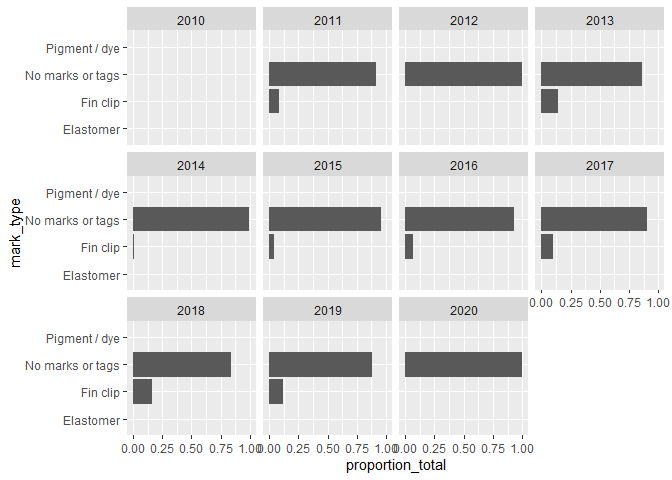 2010 2011 2012 2013
Pigment / dye
No marks or tags
Fin clip
Elastomer
2014 2015 2016 2017
Pigment / dye
No marks or tags
Fin clip
Elastomer
0.00 0.25 0.50 0.75 1.00
2018 2019 2020
Pigment / dye
No marks or tags
Fin clip
Elastomer
0.00 0.25 0.50 0.75 1.00 0.00 0.25 0.50 0.75 1.00 0.00 0.25 0.50 0.75 1.00
proportion_total
mark_type